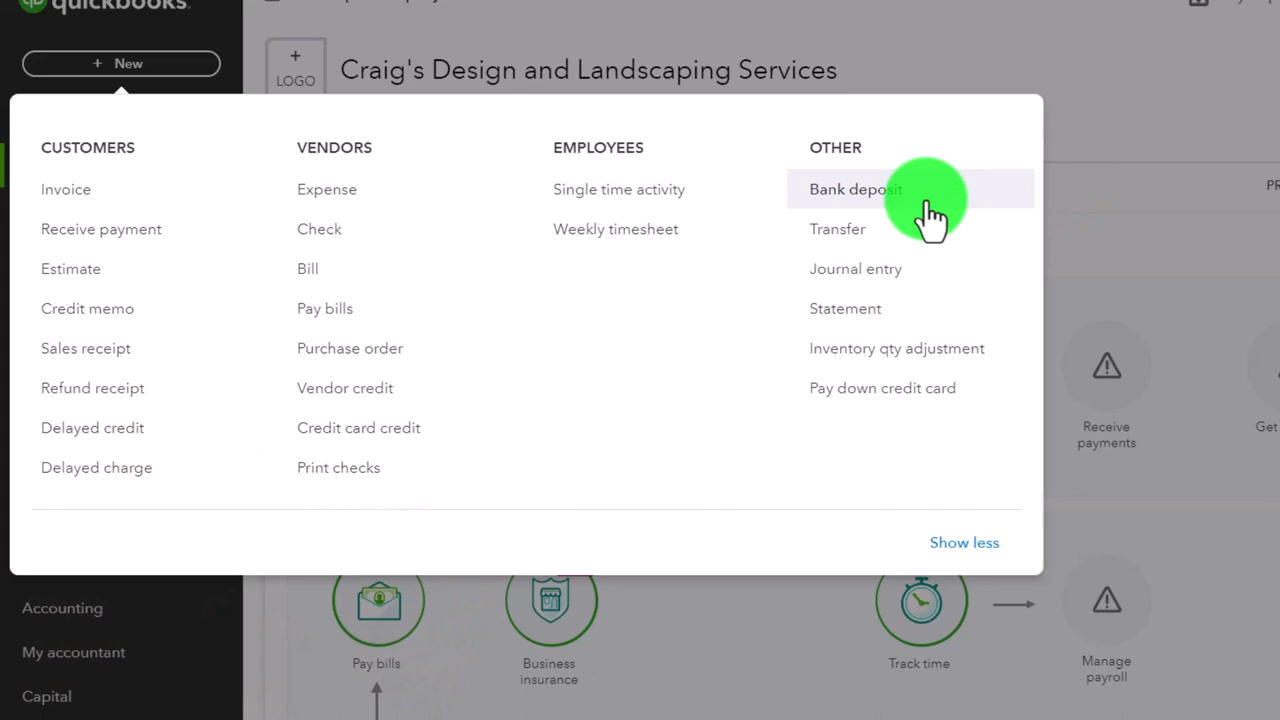 quickbooks.
+ New
+
LOGO
Craig's Design and Landscaping Services
CUSTOMERS
Invoice
Receive payment
Estimate
Credit memo
Sales receipt
Refund receipt
Delayed credit
Delayed charge
VENDORS
Expense
Check
Bill
Pay bills
Purchase order
Vendor credit
Credit card credit
Print checks
EMPLOYEES
Single time activity
Weekly timesheet
OTHER
Bank deposit
Transfer
Journal entry
Statement
Inventory qty adjustment
Pay down credit card
Show less
PR
Receive
payments
Get
Accounting
My accountant
Capital
Pay bills
Business
insurance
Track time
Manage
payroll